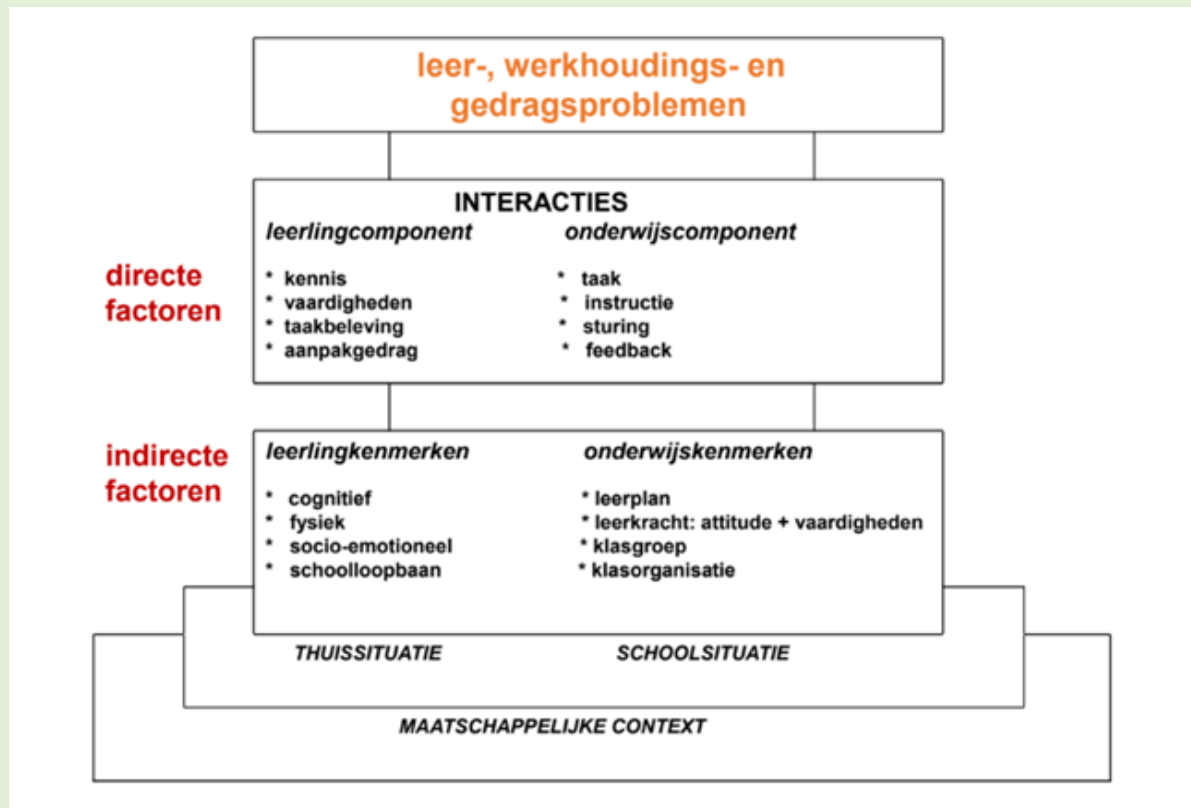 leer-, werkhoudings- en
gedragsproblemen
INTERACTIES
leerlingcomponent onderwijscomponent
directe
factoren
* kennis * taak
* vaardigheden * instructie
* taakbeleving * sturing
* aanpakgedrag * feedback
indirecte
factoren
leerlingkenmerken onderwijskenmerken
* cognitief * leerplan
* fysiek * leerkracht: attitude + vaardigheden
* socio-emotioneel * klasgroep
* schoolloopbaan * klasorganisatie
THUISSITUATIE SCHOOLSITUATIE
MAATSCHAPPELIJKE CONTEXT